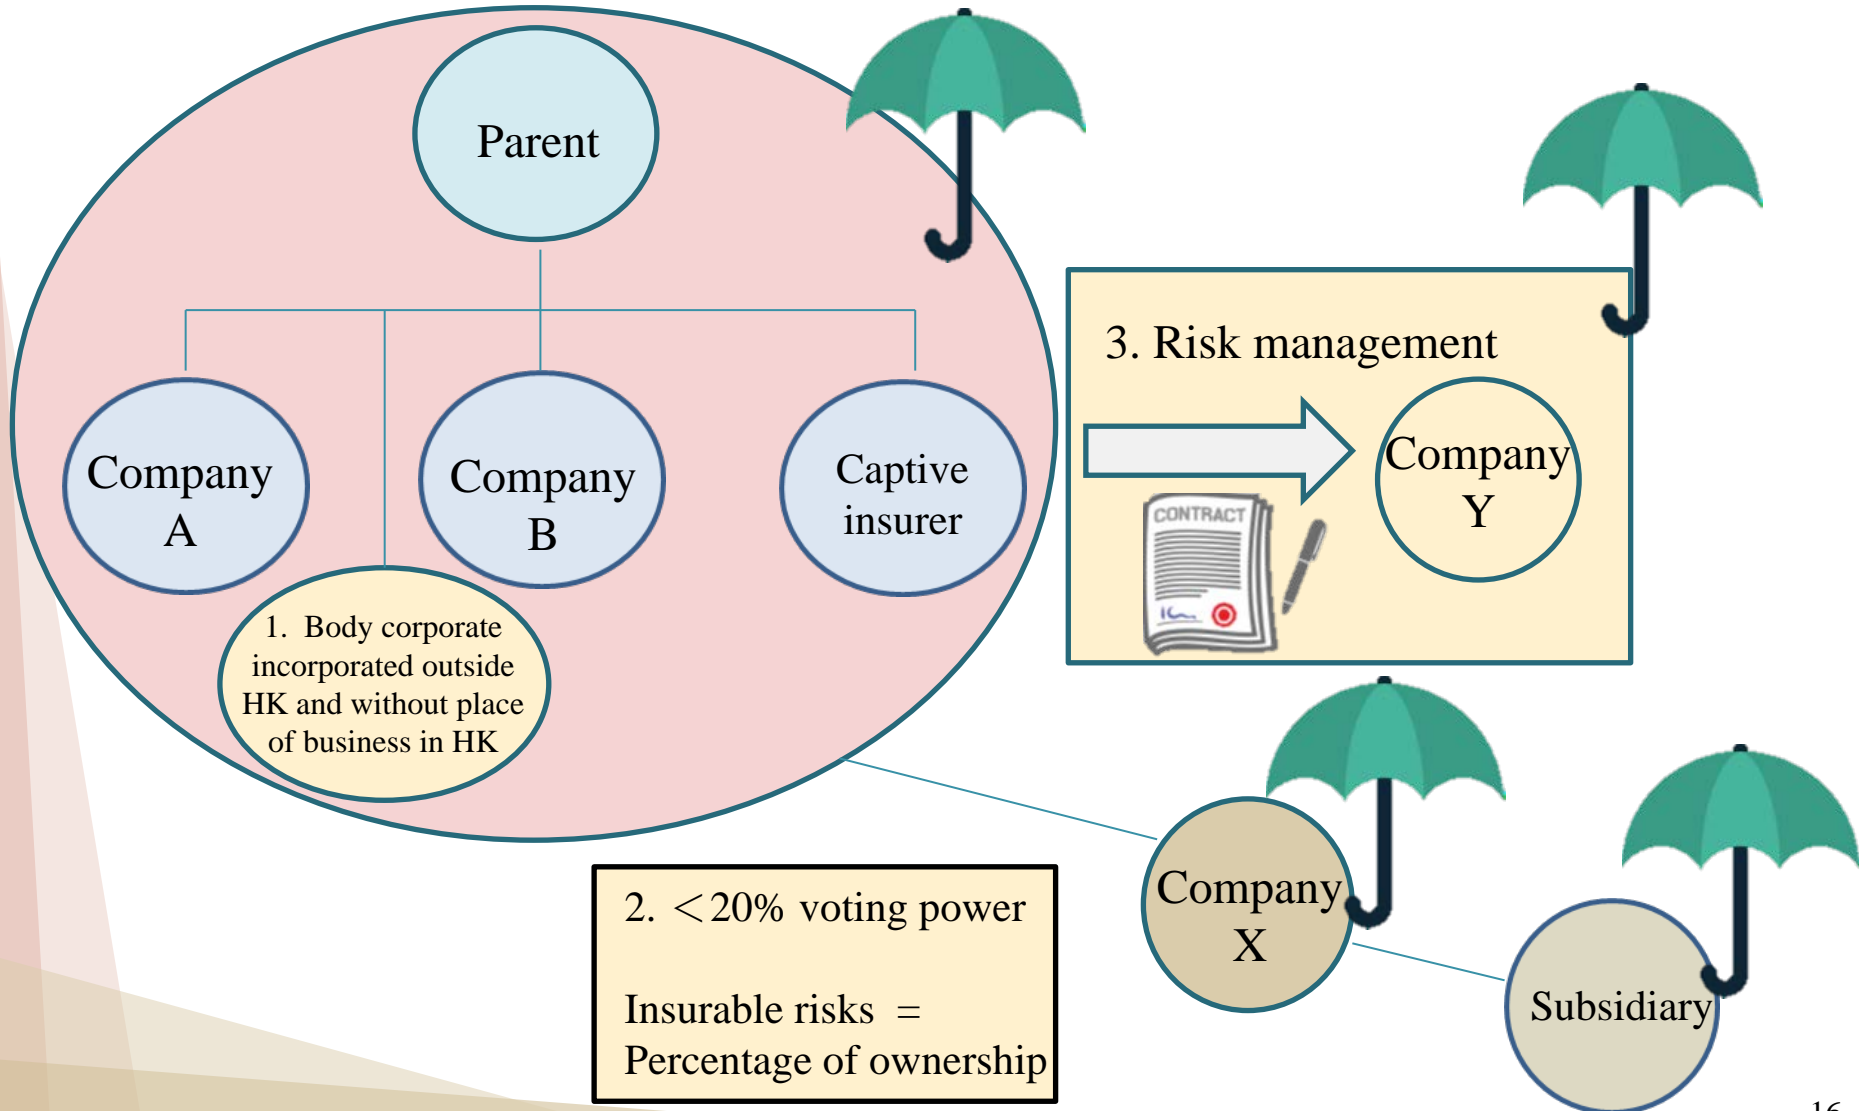 Parent
Company
A
Company
B
Captive
insurer
1. Body corporate
incorporated outside
HK and without place
of business in HK
3. Risk management
Company
Y
CONTRACT
2. ＜20% voting power
Insurable risks =
Percentage of ownership
Company
X
Subsidiary
16